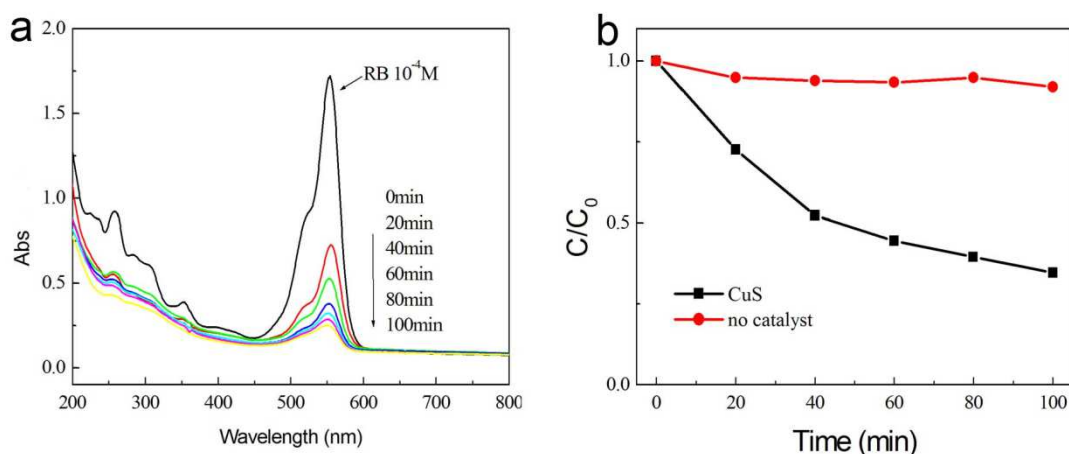 a
2.0
1.5
1.0
0.5
0.0
Abs
RB 10⁻⁴M
0min
20min
40min
60min
80min
100min
200 300 400 500 600 700 800
Wavelength (nm)
b
1.0
0.5
0.0
C/C₀
CuS
no catalyst
0 20 40 60 80 100
Time (min)